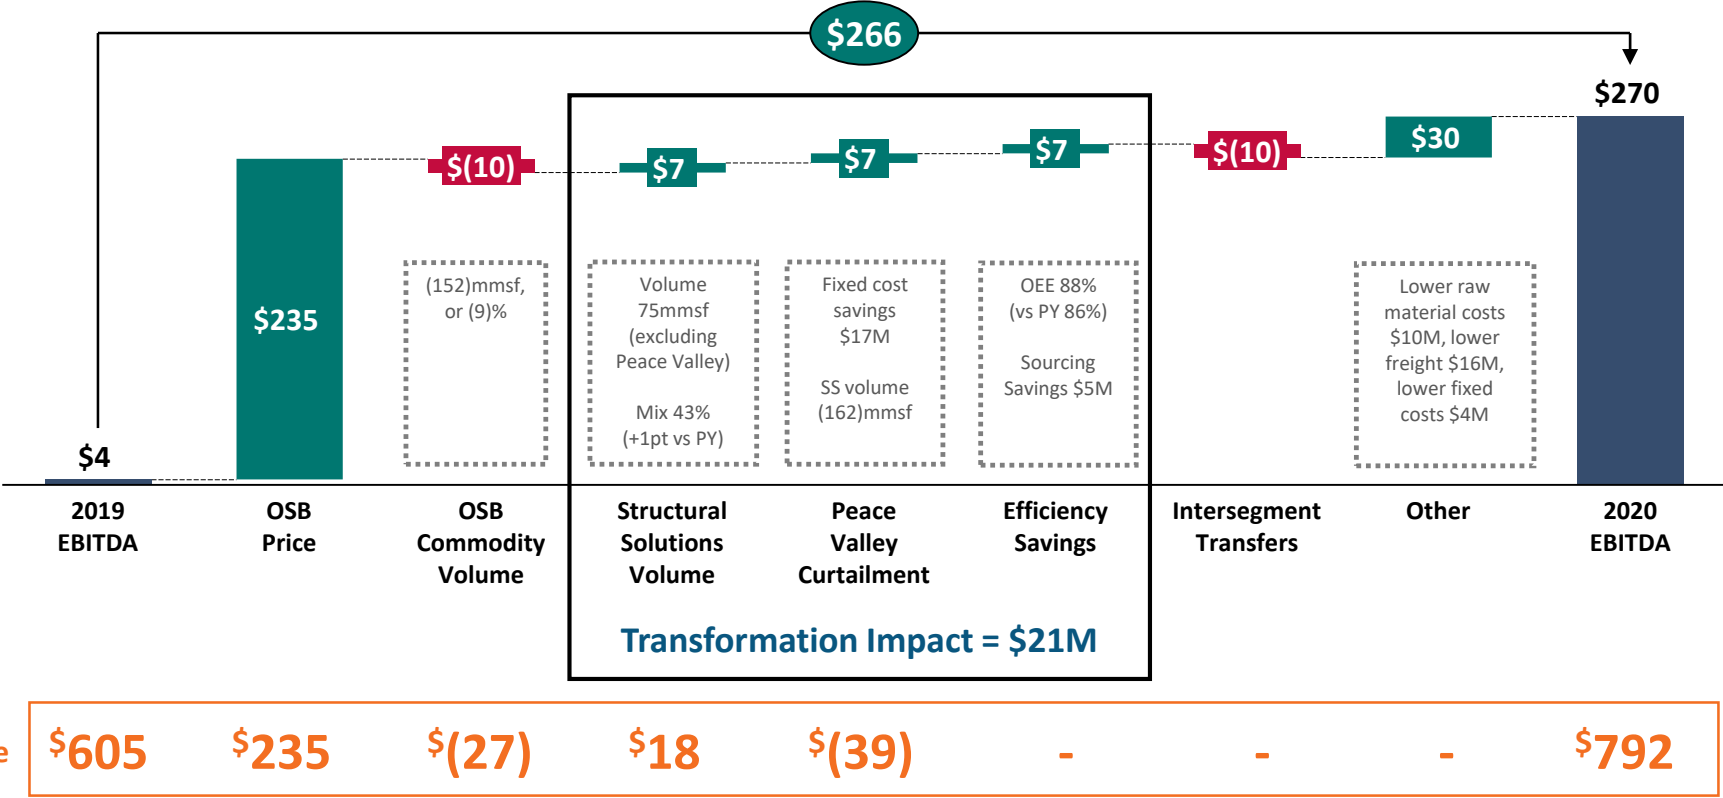 $266
$270
$(10)
$7
$7
$7
$(10)
$30
$235
$4
(152)mmsf,
or (9)%
Volume
75mmsf
(excluding
Peace Valley)
Mix 43%
(+1pt vs PY)
Fixed cost
savings
$17M
SS volume
(162)mmsf
OEE 88%
(vs PY 86%)
Sourcing
Savings $5M
Lower raw
material costs
$10M, lower
freight $16M,
lower fixed
costs $4M
2019
EBITDA
OSB
Price
OSB
Commodity
Volume
Structural
Solutions
Volume
Peace
Valley
Curtailment
Efficiency
Savings
Intersegment
Transfers
Other
2020
EBITDA
Transformation Impact = $21M
e $605 $235 $(27) $18 $(39) - - - $792